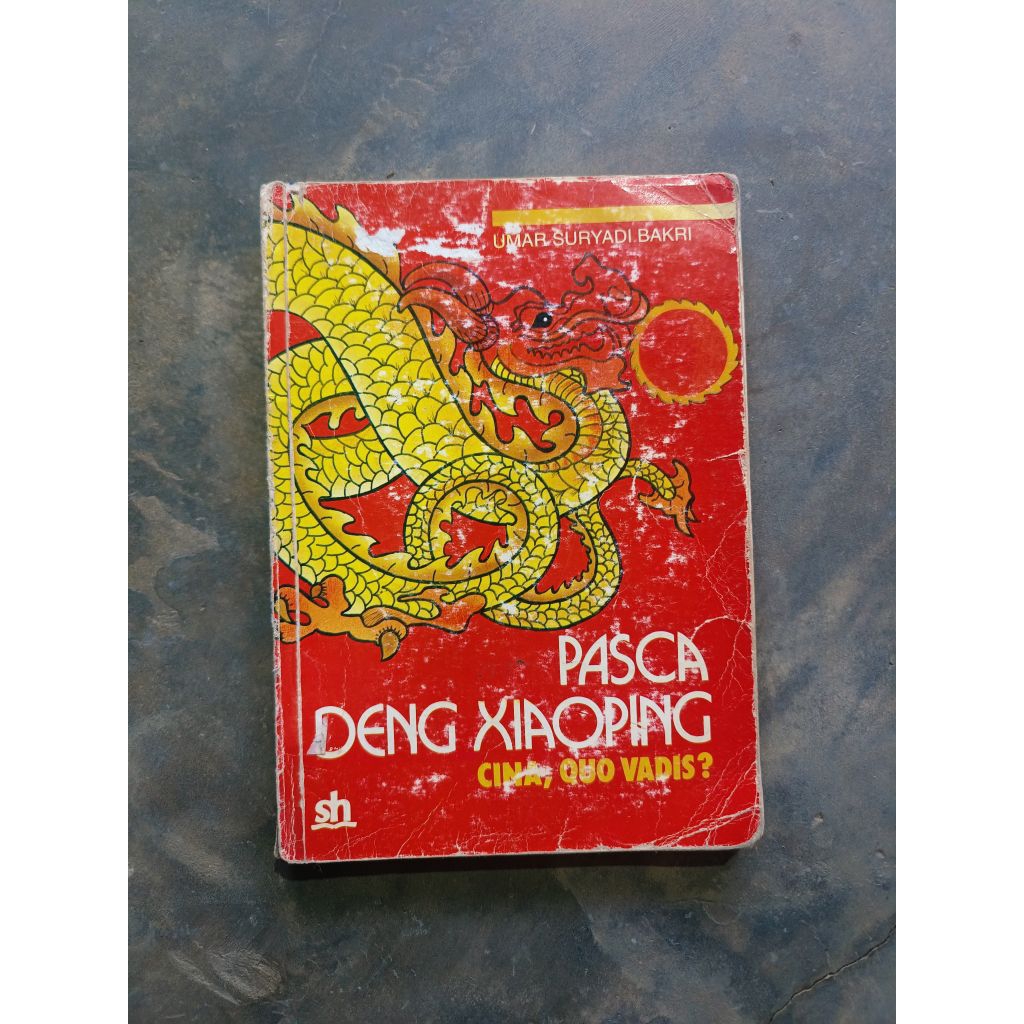 UMAR SURYADI BAKRI
PASCA
DENG XIAOPING
CINA, QUO VADIS?
sh